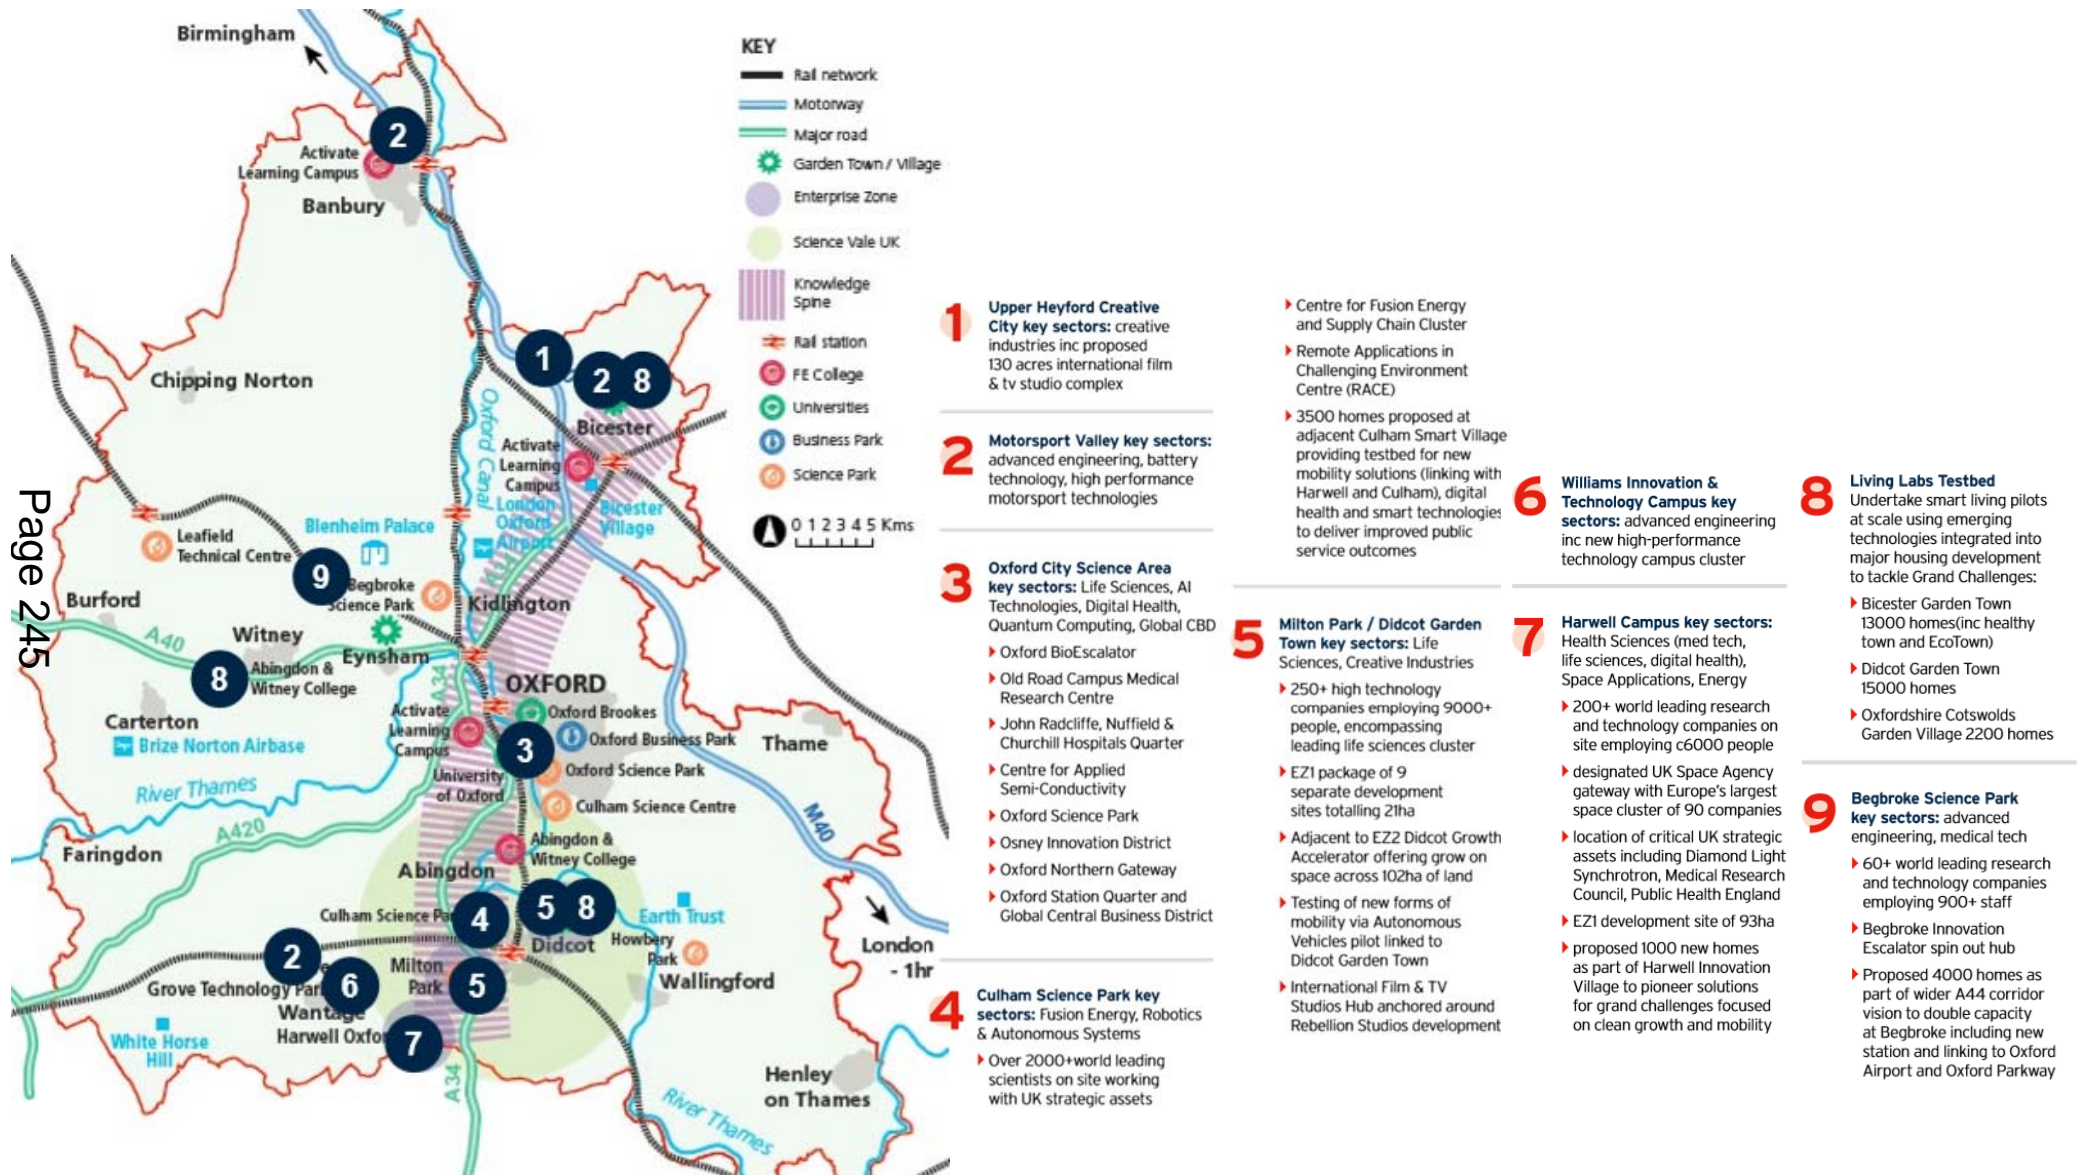 Birmingham
Activate
Learning Campus
Banbury
Chipping Norton
Oxford Canal
Bicester
Activate
Learning
Campus
London
Oxford
Airport
Bicester
Village
Blenheim Palace
Leafield
Technical Centre
Begbroke
Science Park
Kidlington
Burford
A40
Witney
Eynsham
A34
Abingdon &
Witney College
OXFORD
Oxford Brookes
Activate
Learning
Campus
Oxford Business Park
Thame
Carterton
Brize Norton Airbase
University
of Oxford
Oxford Science Park
River Thames
Culham Science Centre
A420
M40
Faringdon
Abingdon &
Witney College
Abingdon
Culham Science
Earth Trust
Didcot
Howbery
Park
London
- 1hr
Milton
Park
Wallingford
Grove Technology
Wantage
Harwell
White Horse
Hill
A34
Henley
on Thames
River Thames
2
1
2
8
9
8
3
4
5
8
2
6
5
7
Page 245
KEY
Rail network
Motorway
Major road
Garden Town / Village
Enterprise Zone
Science Vale UK
Knowledge
Spine
Rail station
FE College
Universities
Business Park
Science Park
0 1 2 3 4 5 Kms
1
Upper Heyford Creative
City key sectors: creative
industries inc proposed
130 acres international film
& tv studio complex
2
Motorsport Valley key sectors:
advanced engineering, battery
technology, high performance
motorsport technologies
3
Oxford City Science Area
key sectors: Life Sciences, AI
Technologies, Digital Health,
Quantum Computing, Global CBD
Oxford BioEscalator
Old Road Campus Medical
Research Centre
John Radcliffe, Nuffield &
Churchill Hospitals Quarter
Centre for Applied
Semi-Conductivity
Oxford Science Park
Osney Innovation District
Oxford Northern Gateway
Oxford Station Quarter and
Global Central Business District
4
Culham Science Park key
sectors: Fusion Energy, Robotics
& Autonomous Systems
Over 2000+world leading
scientists on site working
with UK strategic assets
Centre for Fusion Energy
and Supply Chain Cluster
Remote Applications in
Challenging Environment
Centre (RACE)
3500 homes proposed at
adjacent Culham Smart Village
providing testbed for new
mobility solutions (linking with
Harwell and Culham), digital
health and smart technologies
to deliver improved public
service outcomes
5
Milton Park / Didcot Garden
Town key sectors: Life
Sciences, Creative Industries
250+ high technology
companies employing 9000+
people, encompassing
leading life sciences cluster
EZ1 package of 9
separate development
sites totalling 21ha
Adjacent to EZ2 Didcot Growth
Accelerator offering grow on
space across 102ha of land
Testing of new forms of
mobility via Autonomous
Vehicles pilot linked to
Didcot Garden Town
International Film & TV
Studios Hub anchored around
Rebellion Studios development
6
Williams Innovation &
Technology Campus key
sectors: advanced engineering
inc new high-performance
technology campus cluster
7
Harwell Campus key sectors:
Health Sciences (med tech,
life sciences, digital health),
Space Applications, Energy
200+ world leading research
and technology companies on
site employing c6000 people
designated UK Space Agency
gateway with Europe's largest
space cluster of 90 companies
location of critical UK strategic
assets including Diamond Light
Synchrotron, Medical Research
Council, Public Health England
EZ1 development site of 93ha
proposed 1000 new homes
as part of Harwell Innovation
Village to pioneer solutions
for grand challenges focused
on clean growth and mobility
8
Living Labs Testbed
Undertake smart living pilots
at scale using emerging
technologies integrated into
major housing development
to tackle Grand Challenges:
Bicester Garden Town
13000 homes(inc healthy
town and EcoTown)
Didcot Garden Town
15000 homes
Oxfordshire Cotswolds
Garden Village 2200 homes
9
Begbroke Science Park
key sectors: advanced
engineering, medical tech
60+ world leading research
and technology companies
employing 900+ staff
Begbroke Innovation
Escalator spin out hub
Proposed 4000 homes as
part of wider A44 corridor
vision to double capacity
at Begbroke including new
station and linking to Oxford
Airport and Oxford Parkway